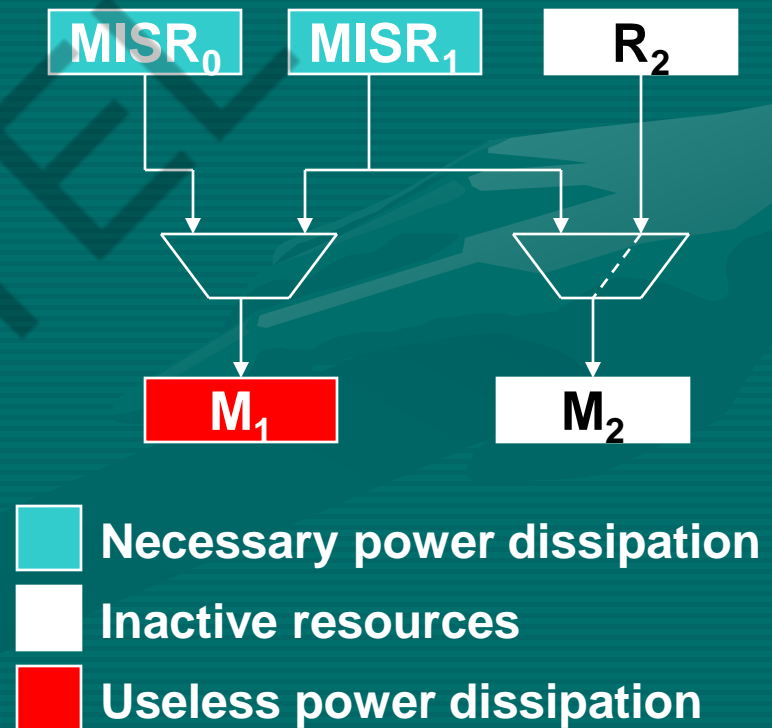 MISR0 MISR1 R2
M1 M2
Necessary power dissipation
Inactive resources
Useless power dissipation